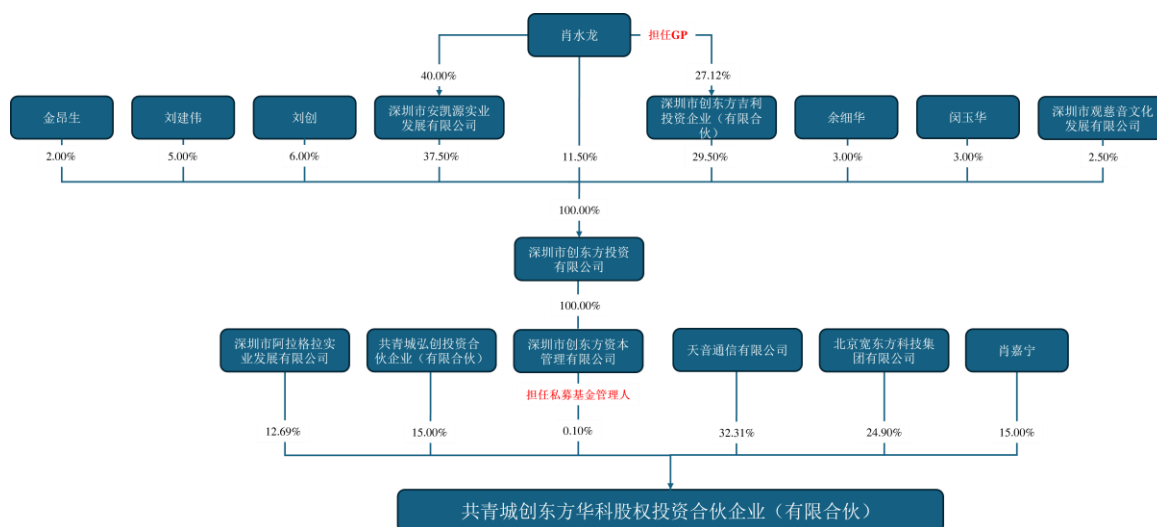 肖水龙
担任GP
40.00%
27.12%
金昂生
刘建伟
刘创
深圳市安凯源实业
发展有限公司
深圳市创东方吉利
投资企业（有限合
伙）
余细华
闵玉华
深圳市观慈音文化
发展有限公司
2.00%
5.00%
6.00%
37.50%
11.50%
29.50%
3.00%
3.00%
2.50%
100.00%
深圳市创东方投资
有限公司
100.00%
深圳市阿拉格拉实
业发展有限公司
共青城弘创投资合
伙企业（有限合伙）
深圳市创东方资本
管理有限公司
天音通信有限公司
北京宽东方科技集
团有限公司
肖嘉宁
担任私募基金管理人
12.69%
15.00%
0.10%
32.31%
24.90%
15.00%
共青城创东方华科股权投资合伙企业（有限合伙）